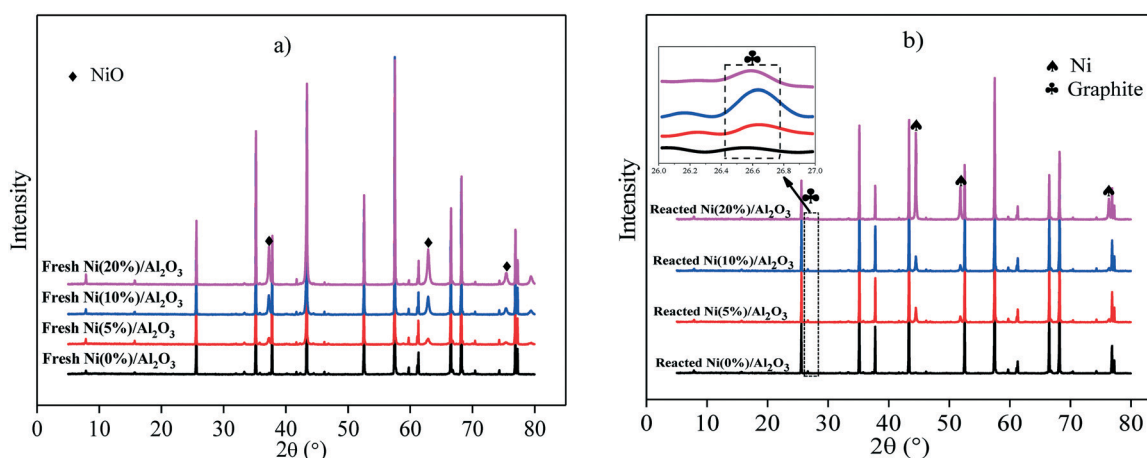 a)
◆ NiO
Fresh Ni(20%)/Al₂O₃
Fresh Ni(10%)/Al₂O₃
Fresh Ni(5%)/Al₂O₃
Fresh Ni(0%)/Al₂O₃
Intensity
0 10 20 30 40 50 60 70 80
2θ (°)
b)
♠ Ni
♣ Graphite
26.0 26.2 26.4 26.6 26.8 27.0
Reacted Ni(20%)/Al₂O₃
Reacted Ni(10%)/Al₂O₃
Reacted Ni(5%)/Al₂O₃
Reacted Ni(0%)/Al₂O₃
Intensity
10 20 30 40 50 60 70 80
2θ (°)